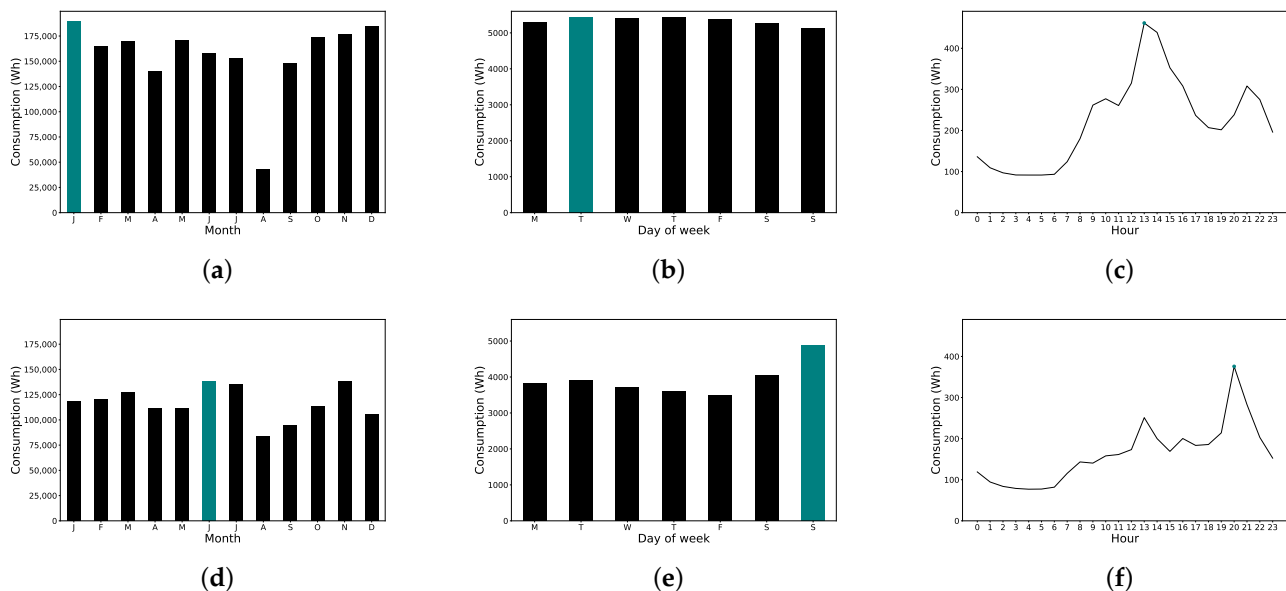 175,000
150,000
125,000
100,000
75,000
50,000
25,000
0
Consumption (Wh)
J F M A M J J A S O N D
Month
(a)
5000
4000
3000
2000
1000
0
Consumption (Wh)
M T W T F S S
Day of week
(b)
400
300
200
100
0
Consumption (Wh)
0 1 2 3 4 5 6 7 8 9 10 11 12 13 14 15 16 17 18 19 20 21 22 23
Hour
(c)
175,000
150,000
125,000
100,000
75,000
50,000
25,000
0
Consumption (Wh)
J F M A M J J A S O N D
Month
(d)
5000
4000
3000
2000
1000
0
Consumption (Wh)
M T W T F S S
Day of week
(e)
400
300
200
100
0
Consumption (Wh)
0 1 2 3 4 5 6 7 8 9 10 11 12 13 14 15 16 17 18 19 20 21 22 23
Hour
(f)